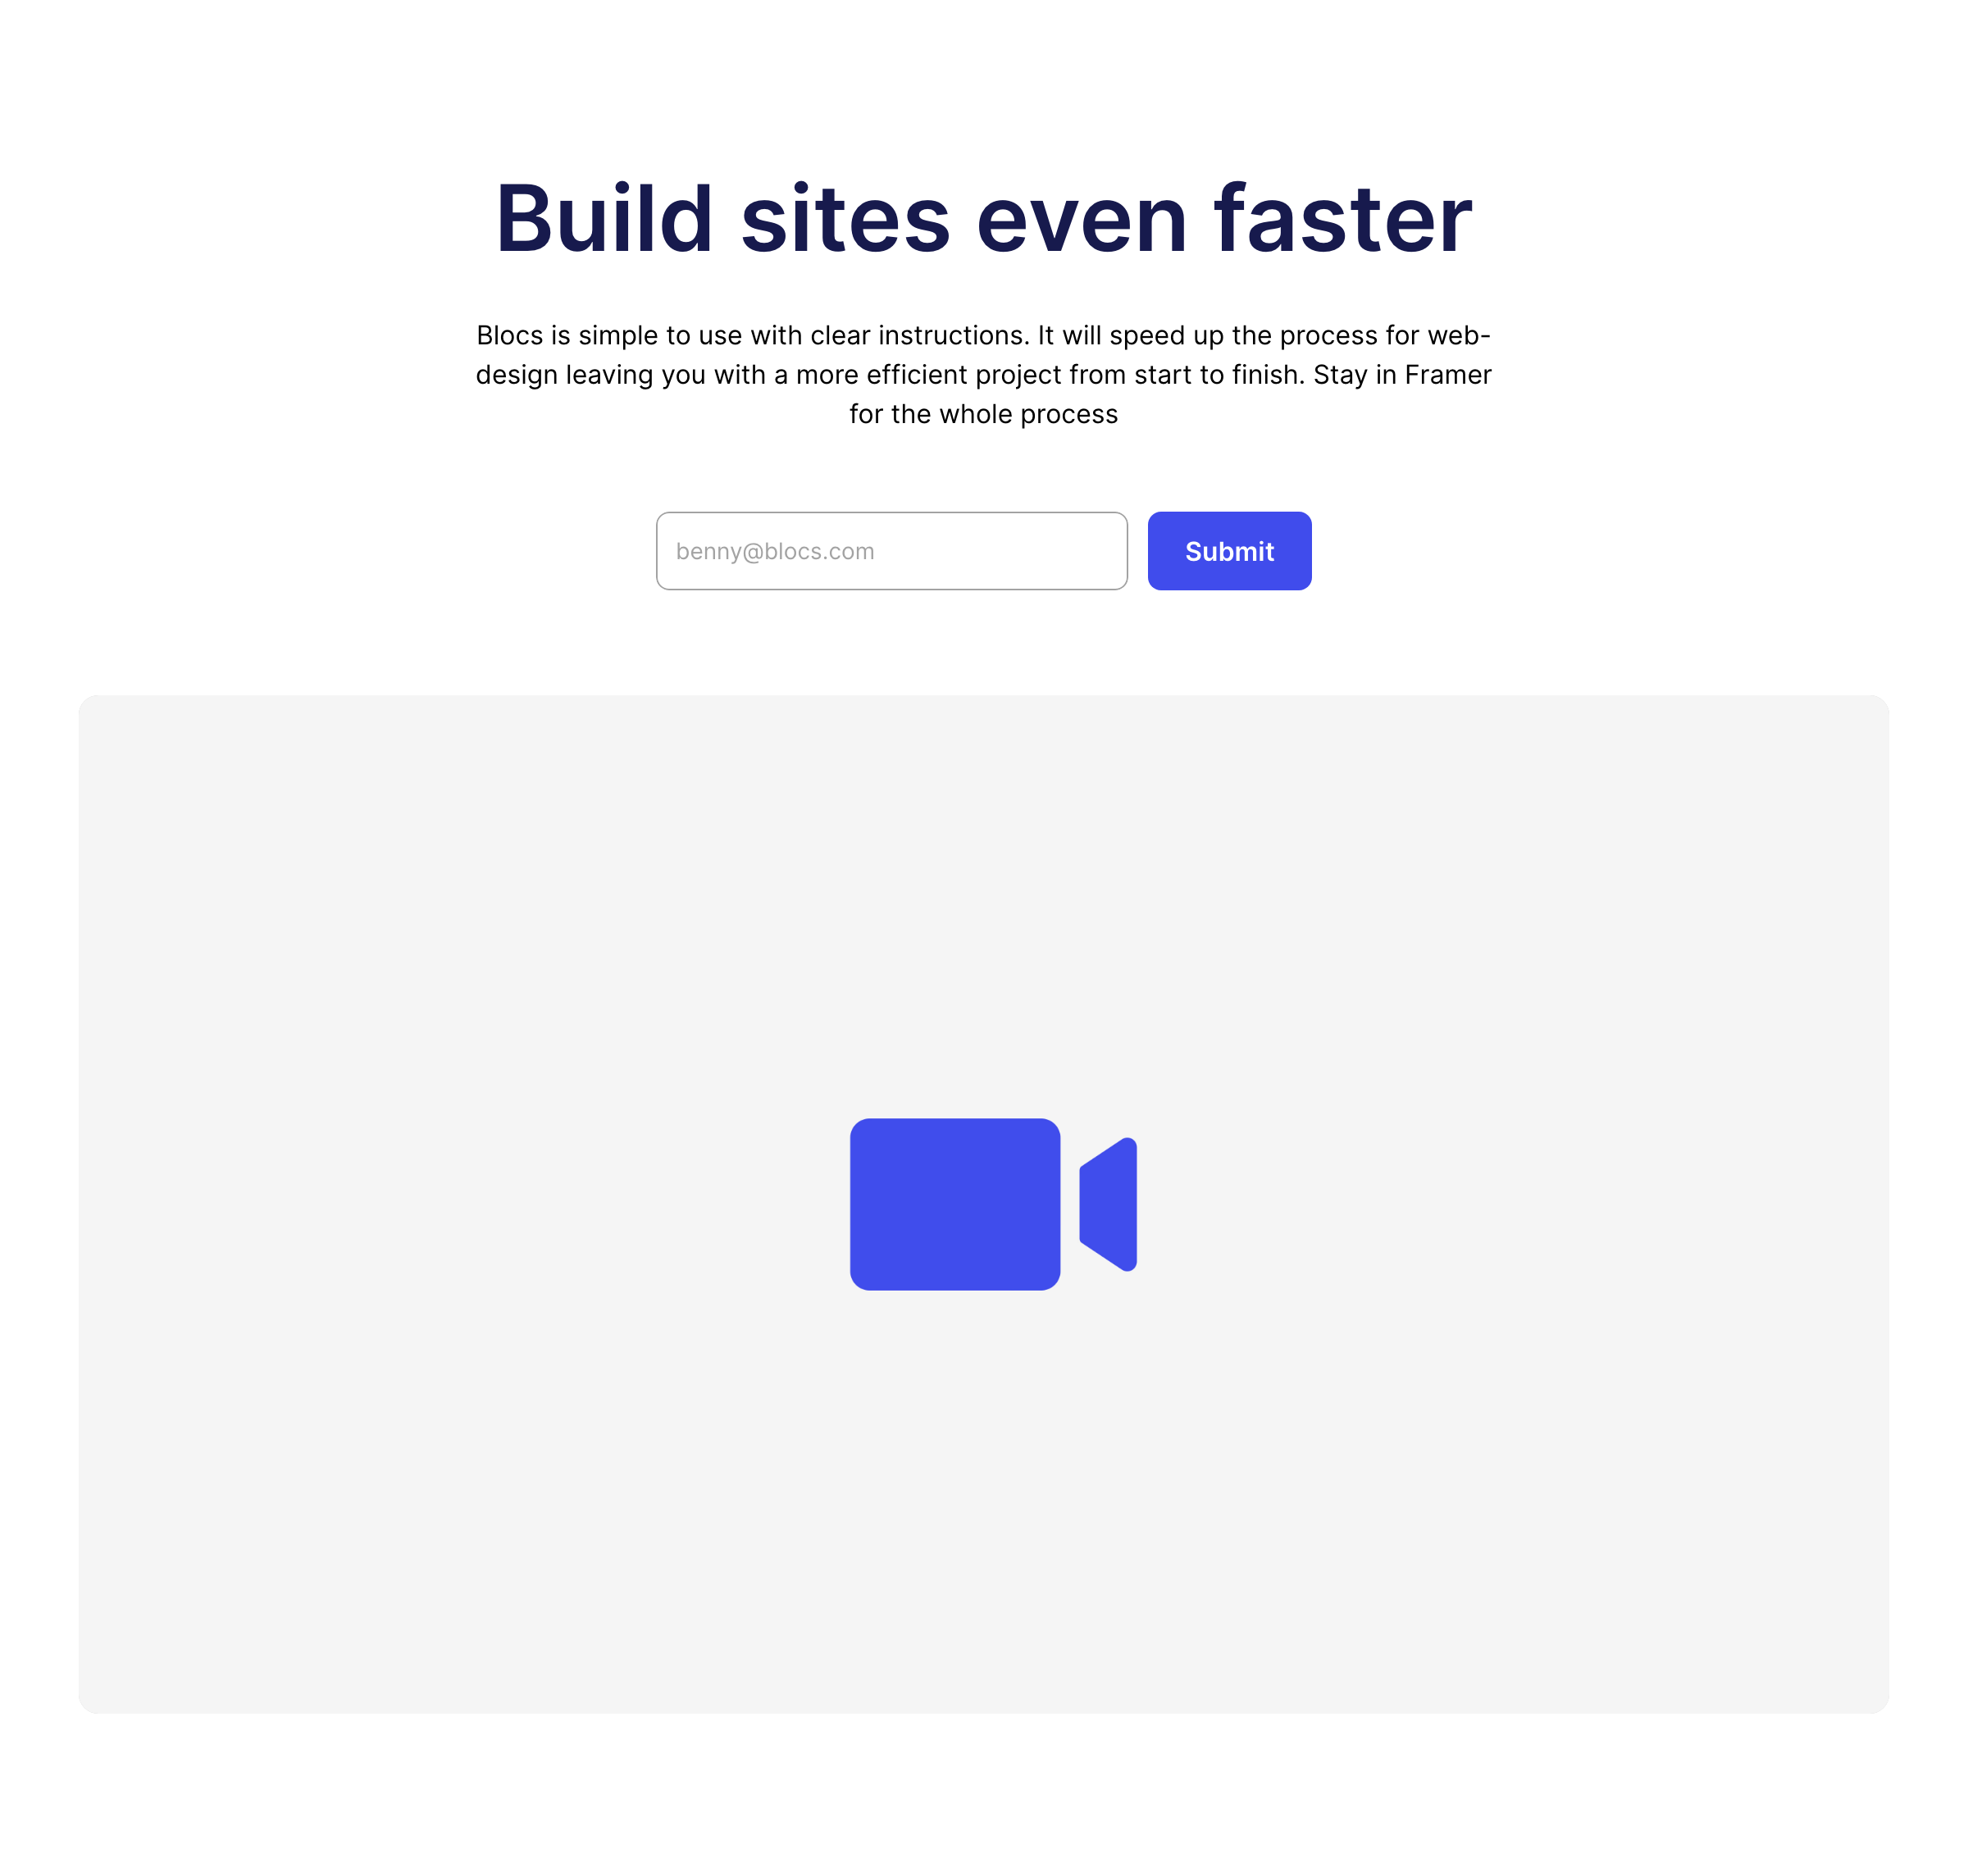 Build sites even faster
Blocs is simple to use with clear instructions. It will speed up the process for web-
design leaving you with a more efficient project from start to finish. Stay in Framer
for the whole process
benny@blocs.com
Submit